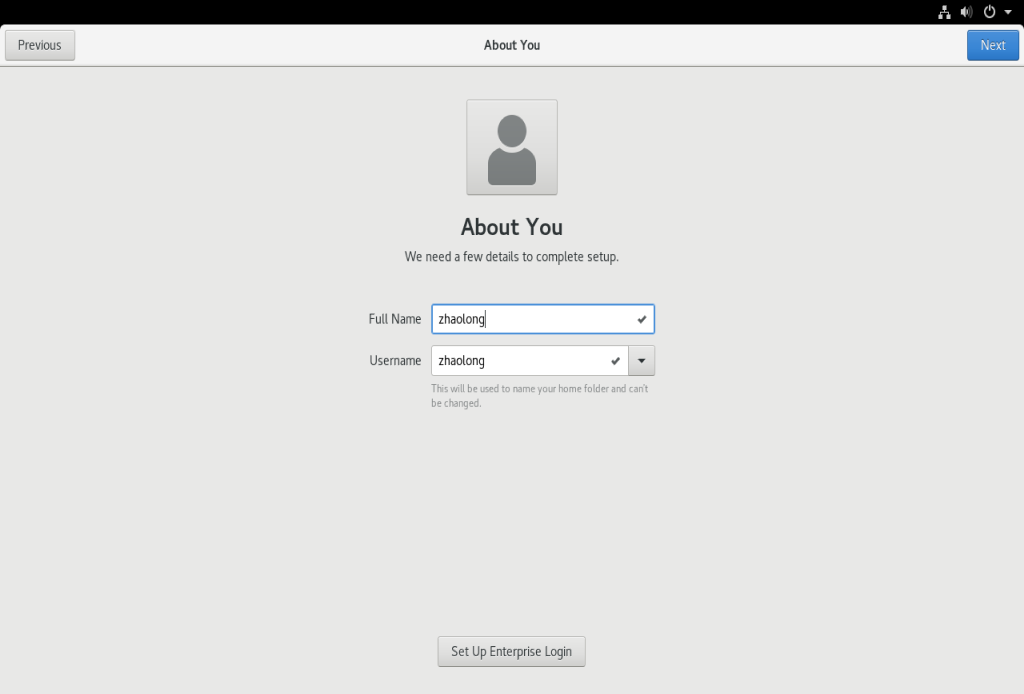 Previous
About You
Next
About You
We need a few details to complete setup.
Full Name zhaolong
Username zhaolong
This will be used to name your home folder and can't
be changed.
Set Up Enterprise Login